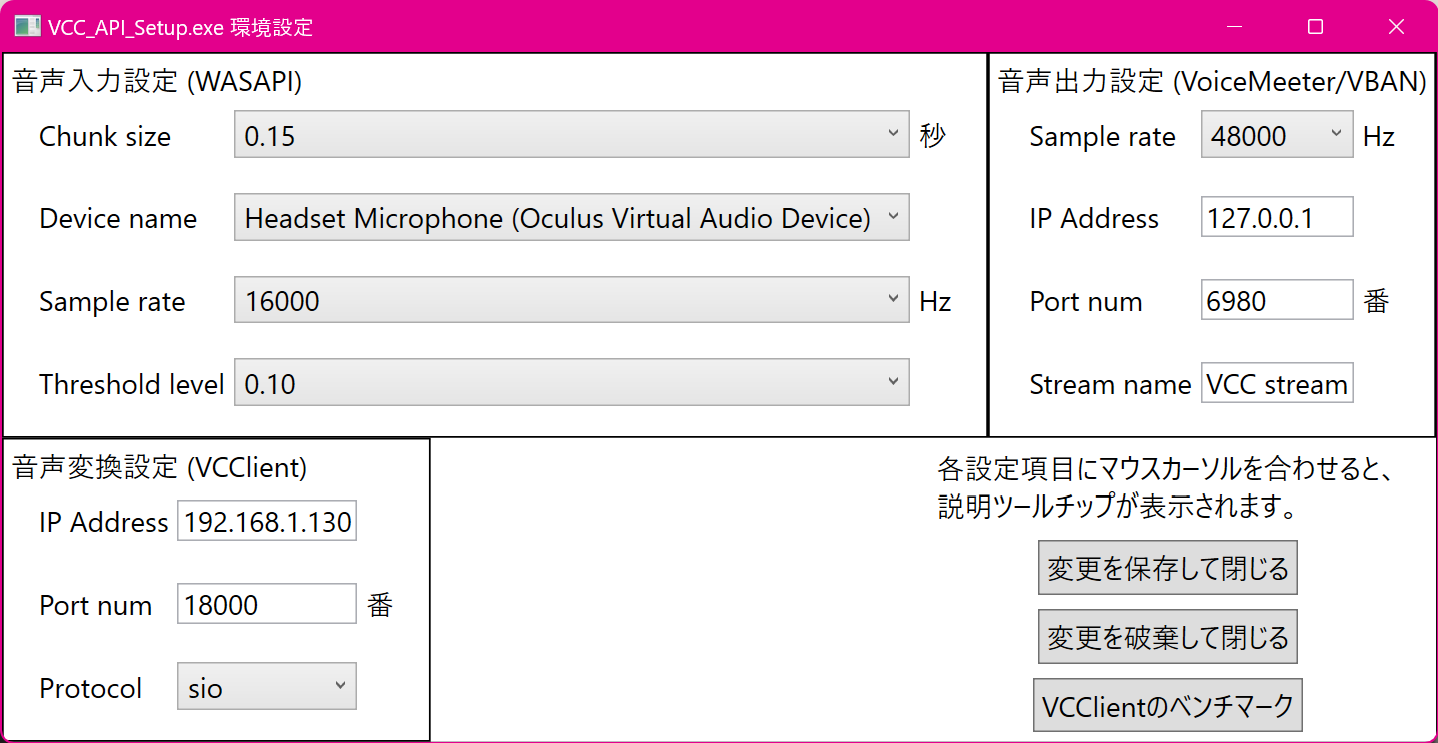 VCC_API_Setup.exe 環境設定
音声入力設定 (WASAPI)
Chunk size 0.15 秒
Device name Headset Microphone (Oculus Virtual Audio Device)
Sample rate 16000 Hz
Threshold level 0.10
音声出力設定 (VoiceMeeter/VBAN)
Sample rate 48000 Hz
IP Address 127.0.0.1
Port num 6980 番
Stream name VCC stream
音声変換設定 (VCClient)
IP Address 192.168.1.130
Port num 18000 番
Protocol sio
各設定項目にマウスカーソルを合わせると、
説明ツールチップが表示されます。
変更を保存して閉じる
変更を破棄して閉じる
VCClientのベンチマーク